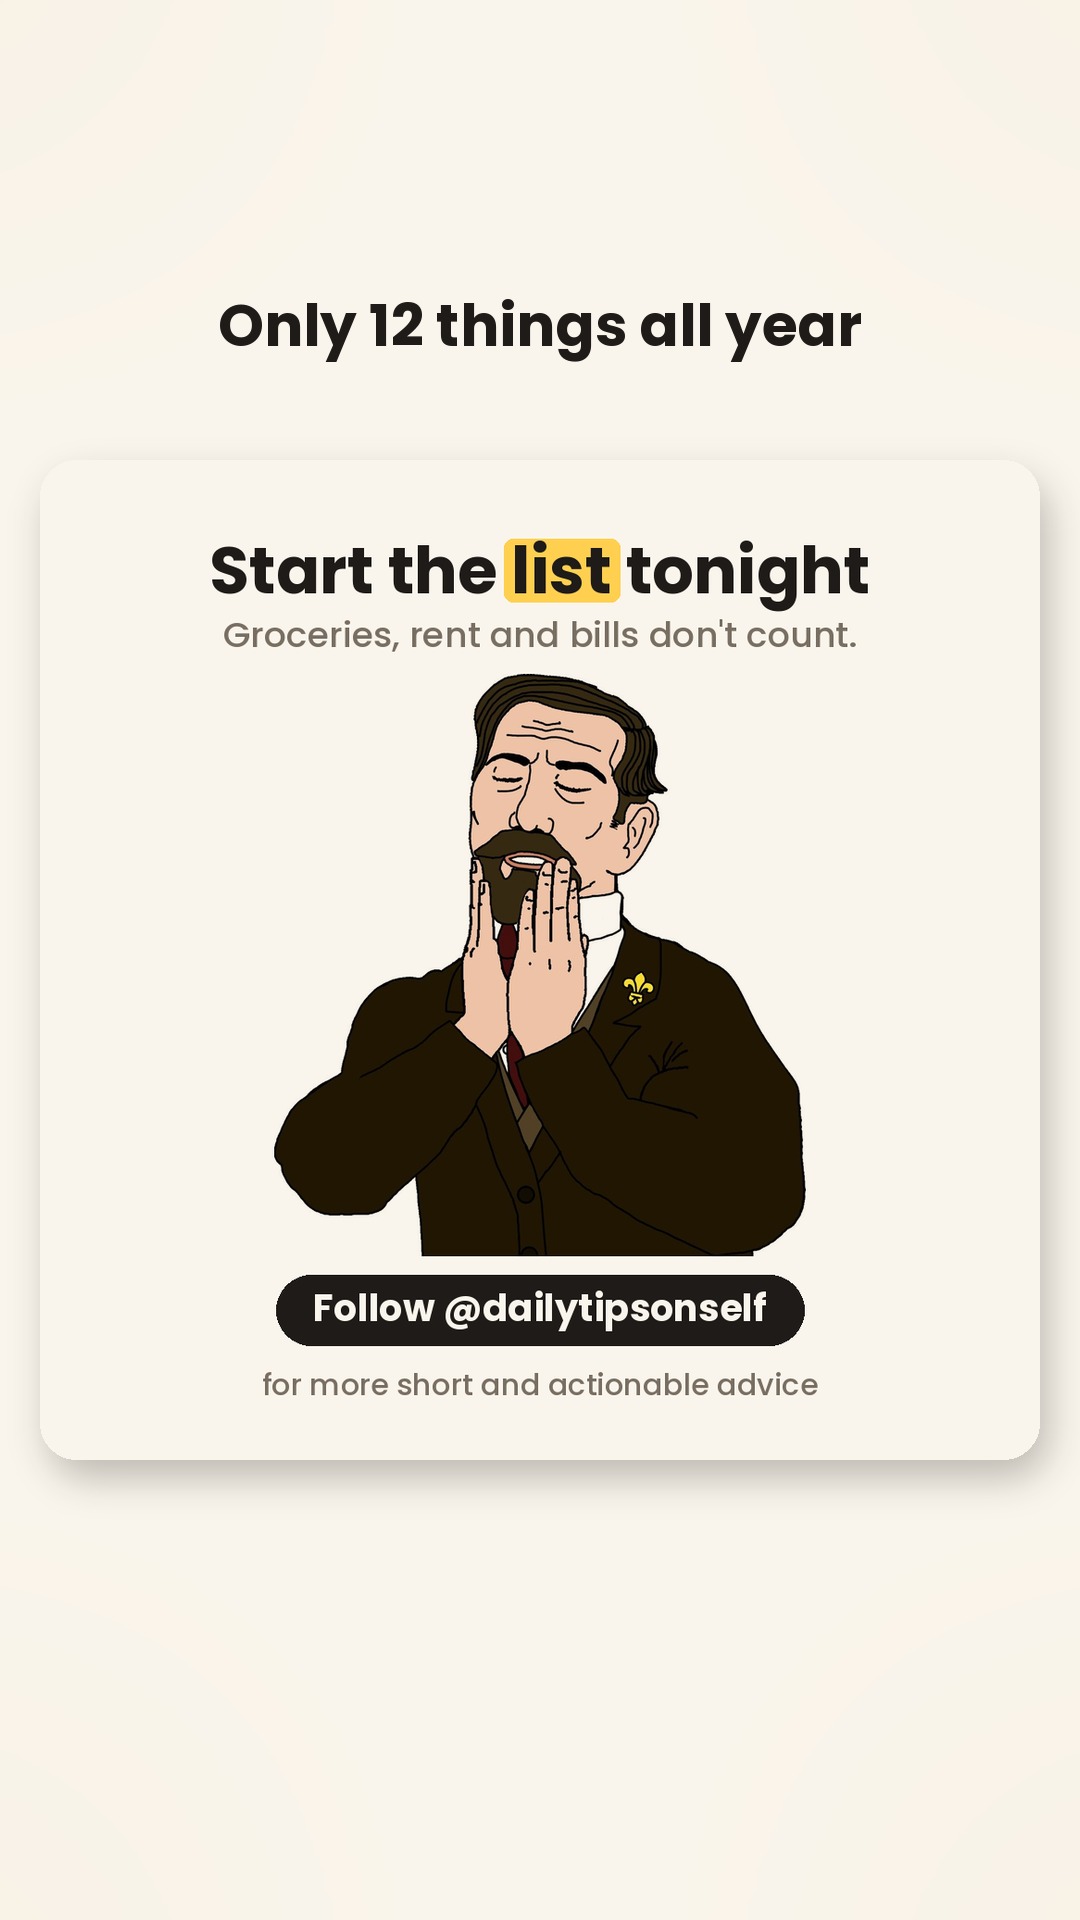 Only 12 things all year
Start the list tonight
Groceries, rent and bills don't count.
Follow @dailytipsonself
for more short and actionable advice